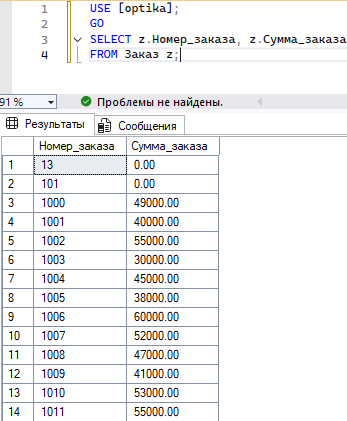 1 USE [optika];
2 GO
3 SELECT z.Номер_заказа, z.Сумма_заказа
4 FROM Заказ z;
91 % Проблемы не найдены.
Результаты Сообщения
Номер_заказа Сумма_заказа
1 13 0.00
2 101 0.00
3 1000 49000.00
4 1001 40000.00
5 1002 55000.00
6 1003 30000.00
7 1004 45000.00
8 1005 38000.00
9 1006 60000.00
10 1007 52000.00
11 1008 47000.00
12 1009 41000.00
13 1010 53000.00
14 1011 55000.00